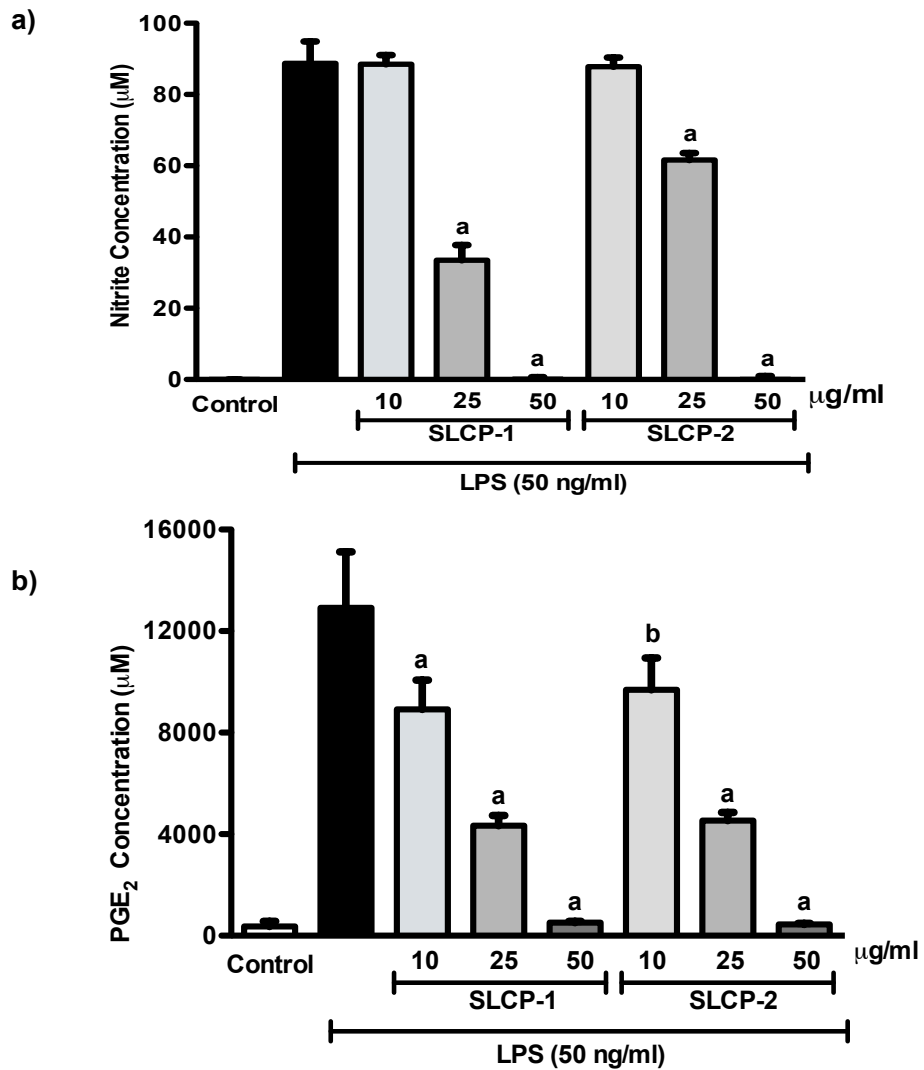 a)
Nitrite Concentration (μM)
100
80
60
40
20
0
a
a
a
a
Control
10 25 50 10 25 50 μg/ml
SLCP-1 SLCP-2
LPS (50 ng/ml)
b)
PGE₂ Concentration (μM)
16000
12000
8000
4000
0
a
a
a
b
a
a
Control
10 25 50 10 25 50 μg/ml
SLCP-1 SLCP-2
LPS (50 ng/ml)